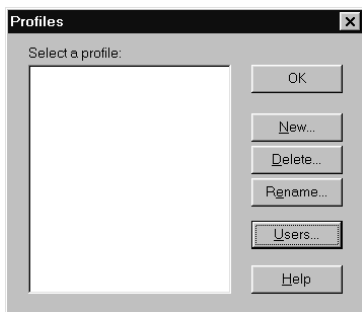 Profiles
Select a profile:
OK
New...
Delete...
Rename...
Users...
Help